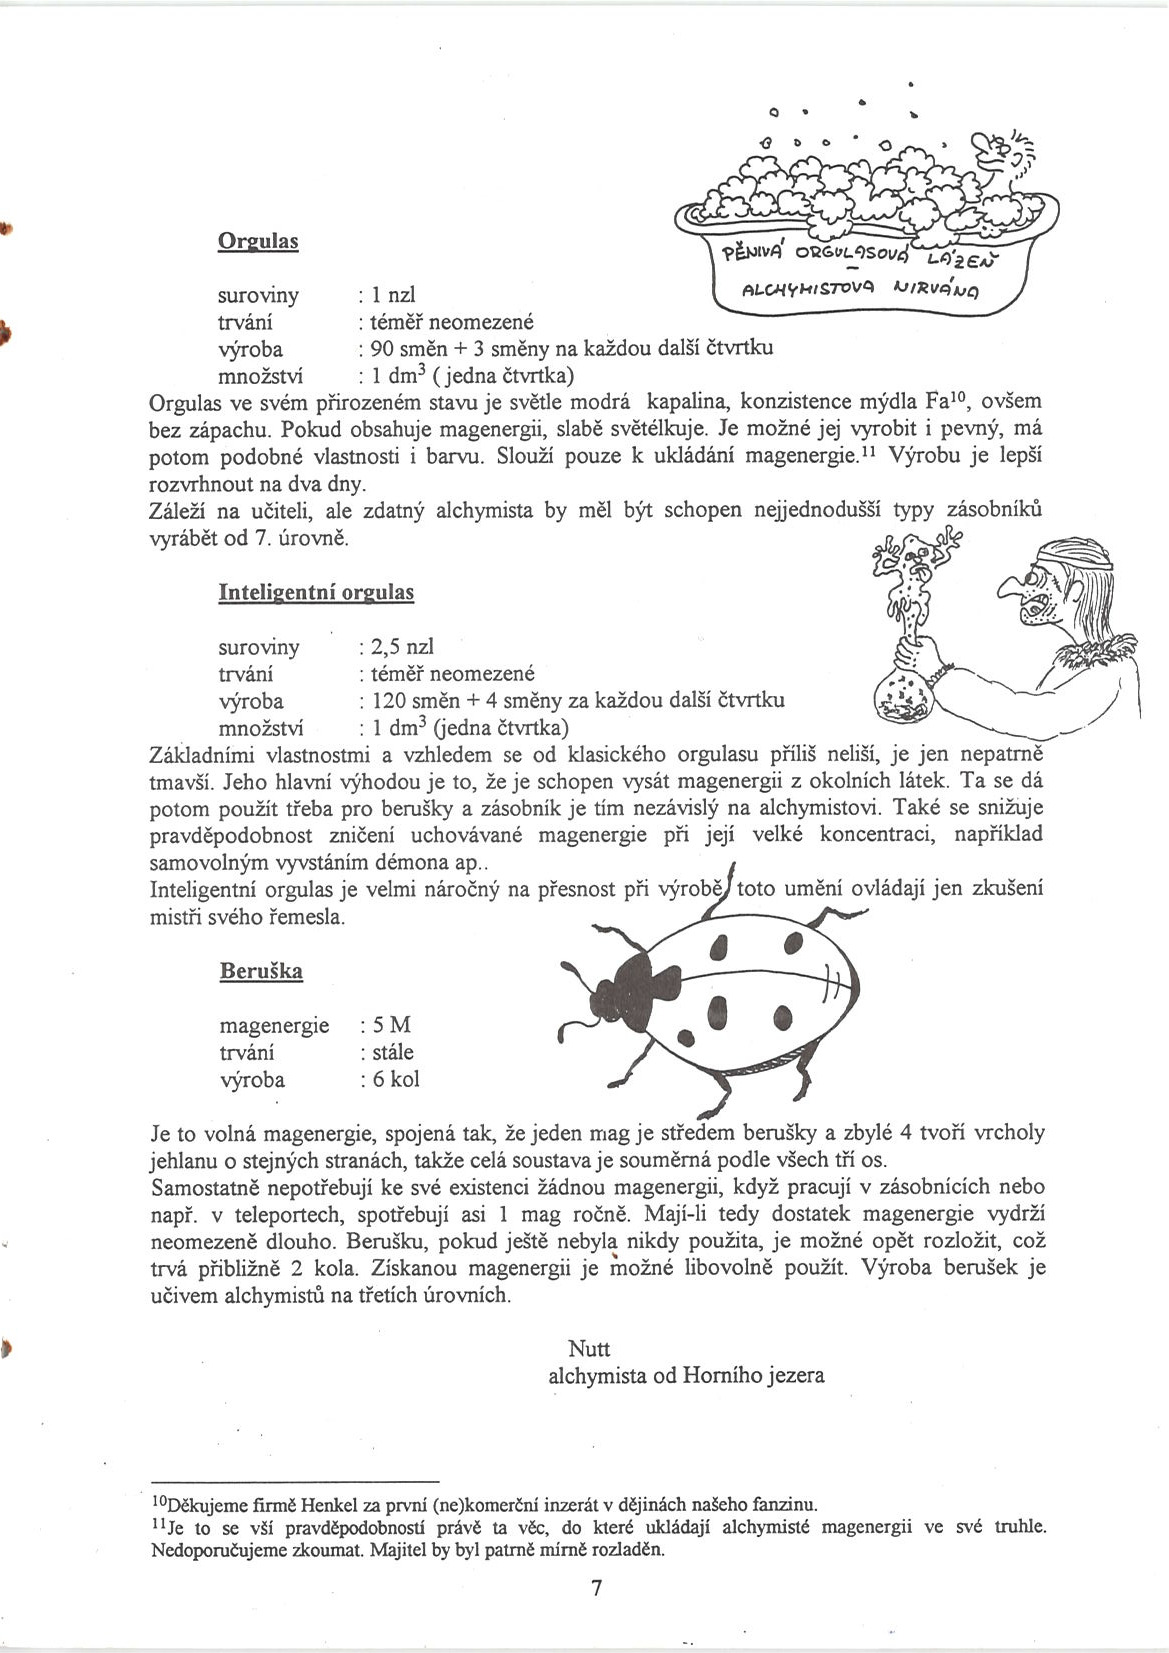 PĚNIVÁ ORGULASOVÁ LÁZEŇ
–
ALCHYMISTOVA NIRVÁNA
Orgulas
suroviny : 1 nzl
trvání : téměř neomezené
výroba : 90 směn + 3 směny na každou další čtvrtku
množství : 1 dm³ ( jedna čtvrtka)
Orgulas ve svém přirozeném stavu je světle modrá kapalina, konzistence mýdla Fa¹⁰, ovšem
bez zápachu. Pokud obsahuje magenergii, slabě světélkuje. Je možné jej vyrobit i pevný, má
potom podobné vlastnosti i barvu. Slouží pouze k ukládání magenergie.¹¹ Výrobu je lepší
rozvrhnout na dva dny.
Záleží na učiteli, ale zdatný alchymista by měl být schopen nejjednodušší typy zásobníků
vyrábět od 7. úrovně.
Inteligentní orgulas
suroviny : 2,5 nzl
trvání : téměř neomezené
výroba : 120 směn + 4 směny za každou další čtvrtku
množství : 1 dm³ (jedna čtvrtka)
Základními vlastnostmi a vzhledem se od klasického orgulasu příliš neliší, je jen nepatrně
tmavší. Jeho hlavní výhodou je to, že je schopen vysát magenergii z okolních látek. Ta se dá
potom použít třeba pro berušky a zásobník je tím nezávislý na alchymistovi. Také se snižuje
pravděpodobnost zničení uchovávané magenergie při její velké koncentraci, například
samovolným vyvstáním démona ap..
Inteligentní orgulas je velmi náročný na přesnost při výrobě, toto umění ovládají jen zkušení
mistři svého řemesla.
Beruška
magenergie : 5 M
trvání : stále
výroba : 6 kol
Je to volná magenergie, spojená tak, že jeden mag je středem berušky a zbylé 4 tvoří vrcholy
jehlanu o stejných stranách, takže celá soustava je souměrná podle všech tří os.
Samostatně nepotřebují ke své existenci žádnou magenergii, když pracují v zásobnících nebo
např. v teleportech, spotřebují asi 1 mag ročně. Mají-li tedy dostatek magenergie vydrží
neomezeně dlouho. Berušku, pokud ještě nebyla nikdy použita, je možné opět rozložit, což
trvá přibližně 2 kola. Získanou magenergii je možné libovolně použít. Výroba berušek je
učivem alchymistů na třetích úrovních.
Nutt
alchymista od Horního jezera
¹⁰Děkujeme firmě Henkel za první (ne)komerční inzerát v dějinách našeho fanzinu.
¹¹Je to se vší pravděpodobností právě ta věc, do které ukládají alchymisté magenergii ve své truhle.
Nedoporučujeme zkoumat. Majitel by byl patrně mírně rozladěn.
7